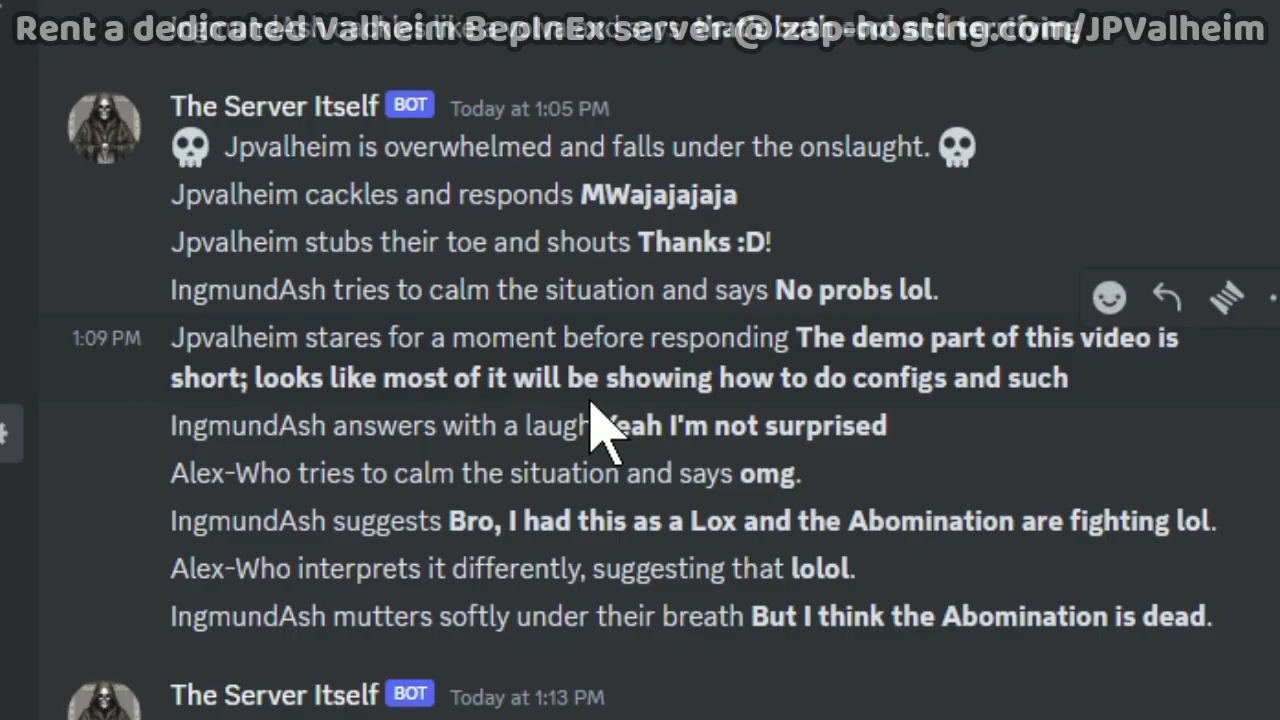 Rent a dedicated Valheim BepInEx server @ zap-hosting.com/JPValheim
The Server Itself BOT Today at 1:05 PM
Jpvalheim is overwhelmed and falls under the onslaught.
Jpvalheim cackles and responds MWajajajaja
Jpvalheim stubs their toe and shouts Thanks :D!
IngmundAsh tries to calm the situation and says No probs lol.
1:09 PM Jpvalheim stares for a moment before responding The demo part of this video is
short; looks like most of it will be showing how to do configs and such
IngmundAsh answers with a laugh Yeah I'm not surprised
Alex-Who tries to calm the situation and says omg.
IngmundAsh suggests Bro, I had this as a Lox and the Abomination are fighting lol.
Alex-Who interprets it differently, suggesting that lolol.
IngmundAsh mutters softly under their breath But I think the Abomination is dead.
The Server Itself BOT Today at 1:13 PM